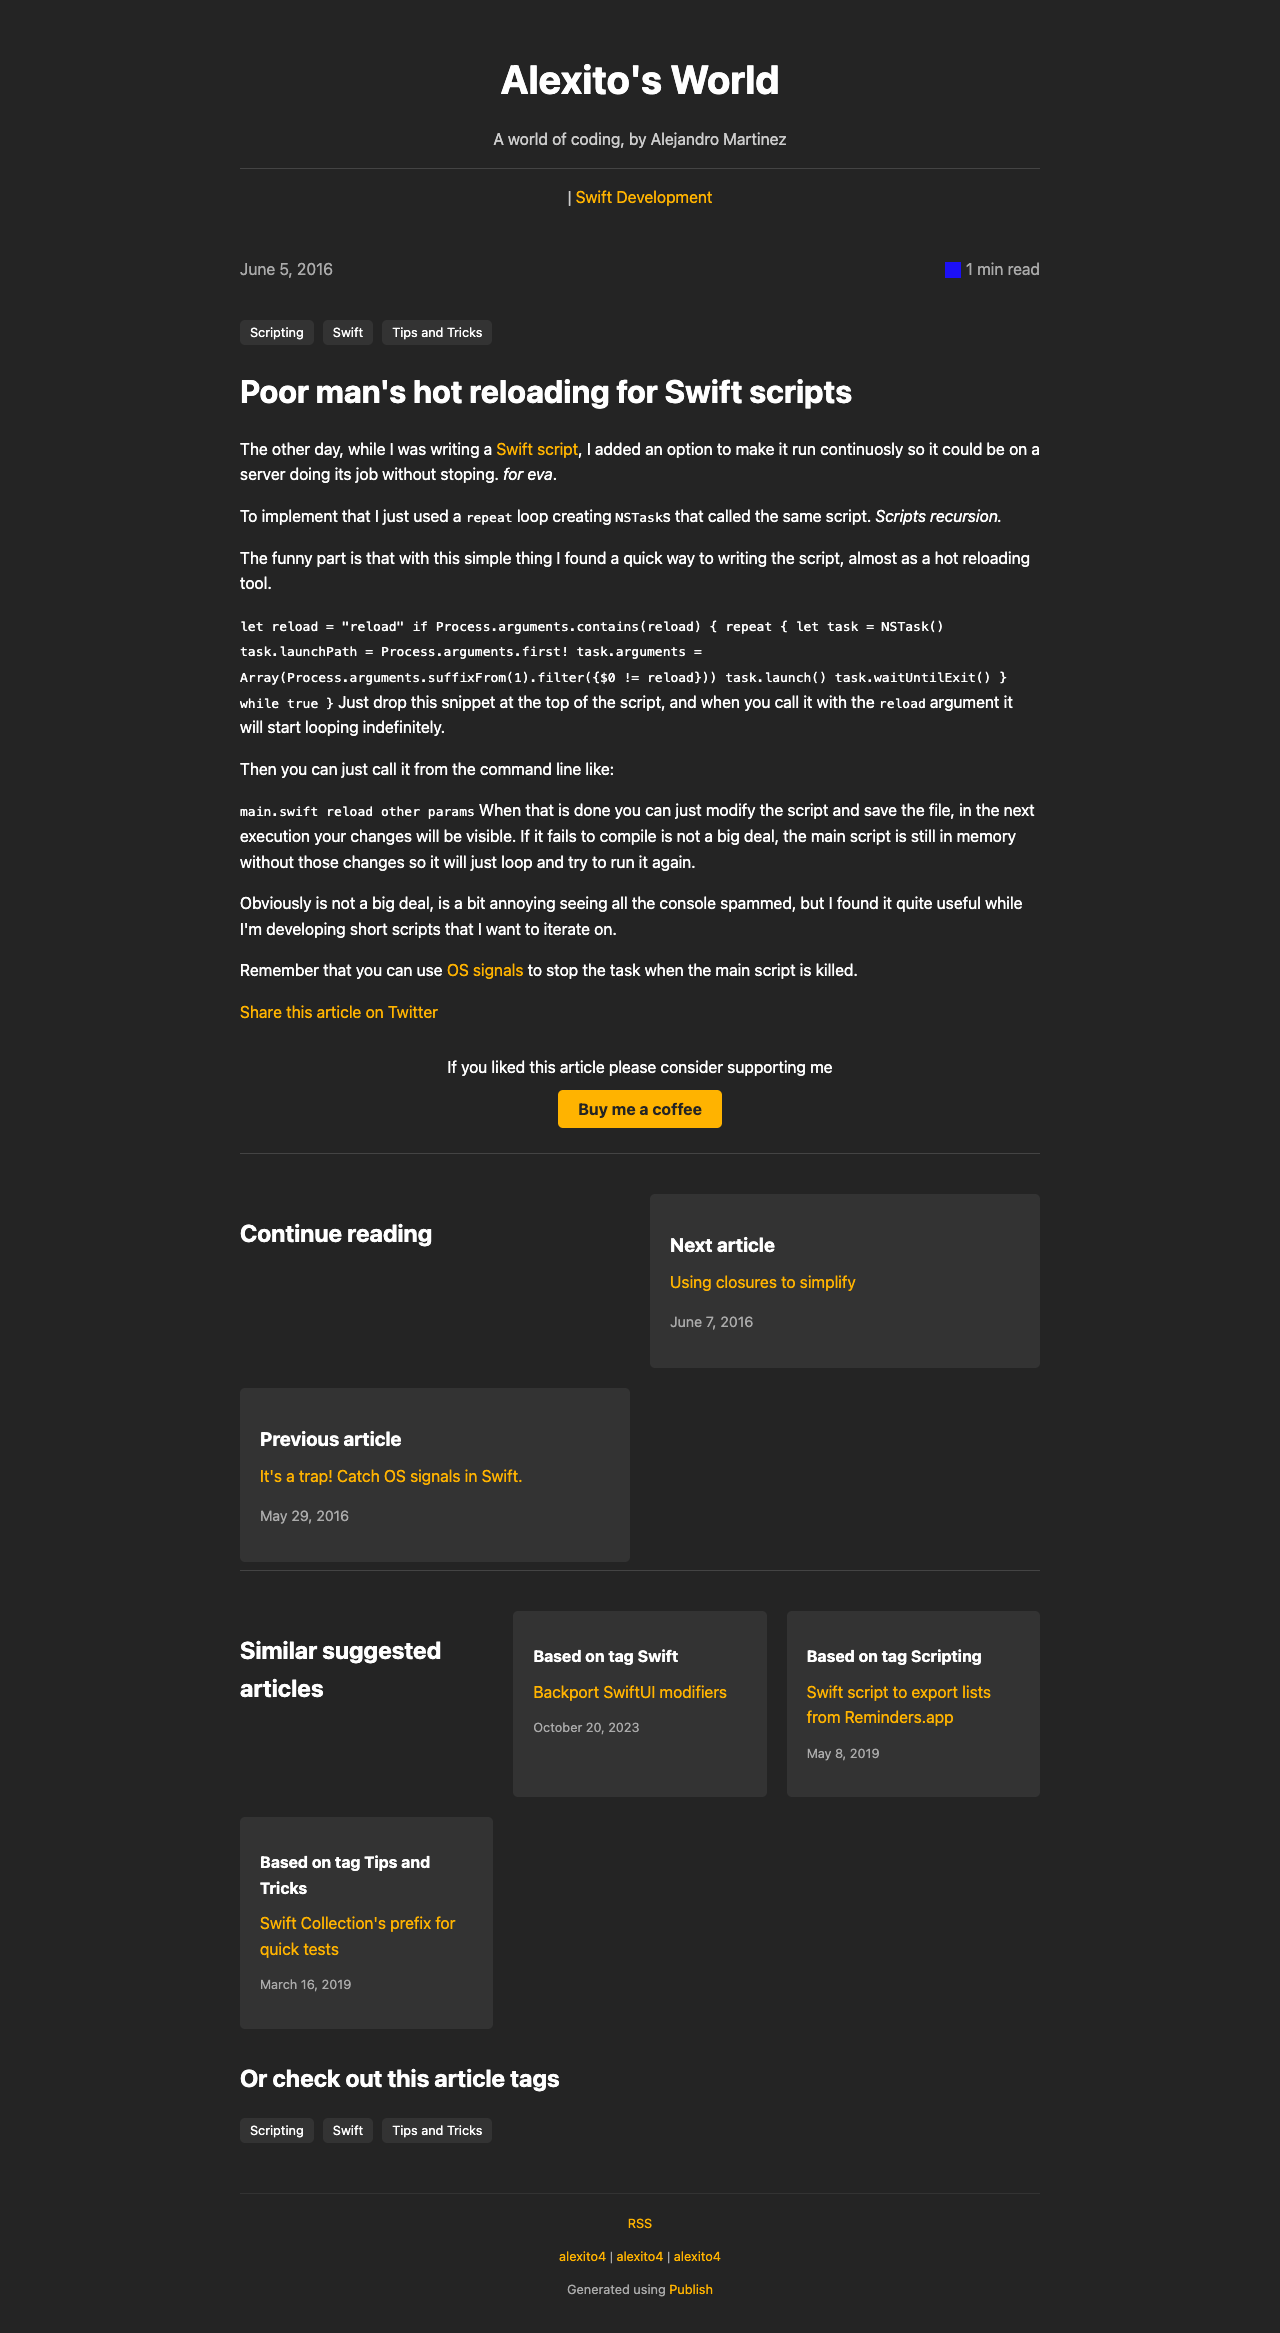 Alexito's World
A world of coding, by Alejandro Martinez
| Swift Development
June 5, 2016
1 min read
Scripting Swift Tips and Tricks
Poor man's hot reloading for Swift scripts
The other day, while I was writing a Swift script, I added an option to make it run continuosly so it could be on a
server doing its job without stoping. for eva.
To implement that I just used a repeat loop creating NSTasks that called the same script. Scripts recursion.
The funny part is that with this simple thing I found a quick way to writing the script, almost as a hot reloading
tool.
let reload = "reload" if Process.arguments.contains(reload) { repeat { let task = NSTask()
task.launchPath = Process.arguments.first! task.arguments =
Array(Process.arguments.suffixFrom(1).filter({$0 != reload})) task.launch() task.waitUntilExit() }
while true } Just drop this snippet at the top of the script, and when you call it with the reload argument it
will start looping indefinitely.
Then you can just call it from the command line like:
main.swift reload other params When that is done you can just modify the script and save the file, in the next
execution your changes will be visible. If it fails to compile is not a big deal, the main script is still in memory
without those changes so it will just loop and try to run it again.
Obviously is not a big deal, is a bit annoying seeing all the console spammed, but I found it quite useful while
I'm developing short scripts that I want to iterate on.
Remember that you can use OS signals to stop the task when the main script is killed.
Share this article on Twitter
If you liked this article please consider supporting me
Buy me a coffee
Continue reading
Next article
Using closures to simplify
June 7, 2016
Previous article
It's a trap! Catch OS signals in Swift.
May 29, 2016
Similar suggested
articles
Based on tag Swift
Backport SwiftUI modifiers
October 20, 2023
Based on tag Scripting
Swift script to export lists
from Reminders.app
May 8, 2019
Based on tag Tips and
Tricks
Swift Collection's prefix for
quick tests
March 16, 2019
Or check out this article tags
Scripting Swift Tips and Tricks
RSS
alexito4 | alexito4 | alexito4
Generated using Publish